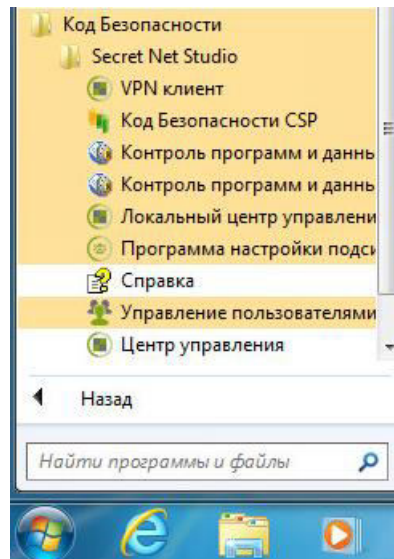 Код Безопасности
Secret Net Studio
VPN клиент
Код Безопасности CSP
Контроль программ и данны
Контроль программ и данны
Локальный центр управлени
Программа настройки подси
Справка
Управление пользователями
Центр управления
Назад
Найти программы и файлы